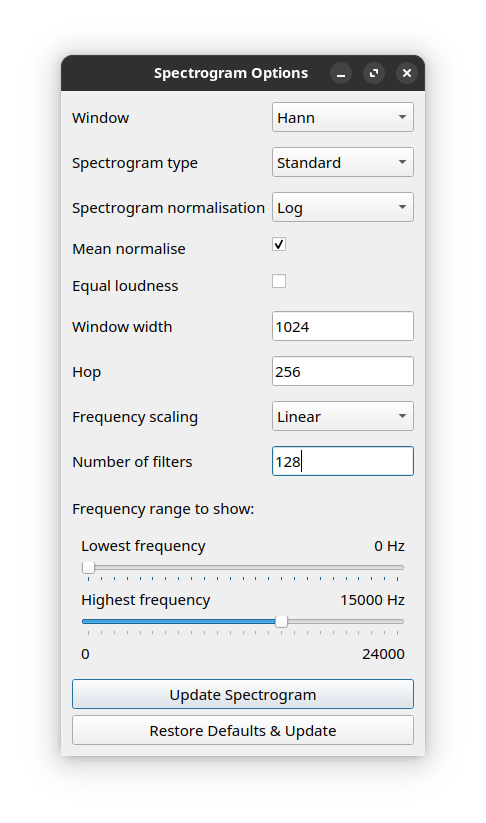 Spectrogram Options
Window Hann
Spectrogram type Standard
Spectrogram normalisation Log
Mean normalise
Equal loudness
Window width 1024
Hop 256
Frequency scaling Linear
Number of filters 128
Frequency range to show:
Lowest frequency 0 Hz
Highest frequency 15000 Hz
0 24000
Update Spectrogram
Restore Defaults & Update